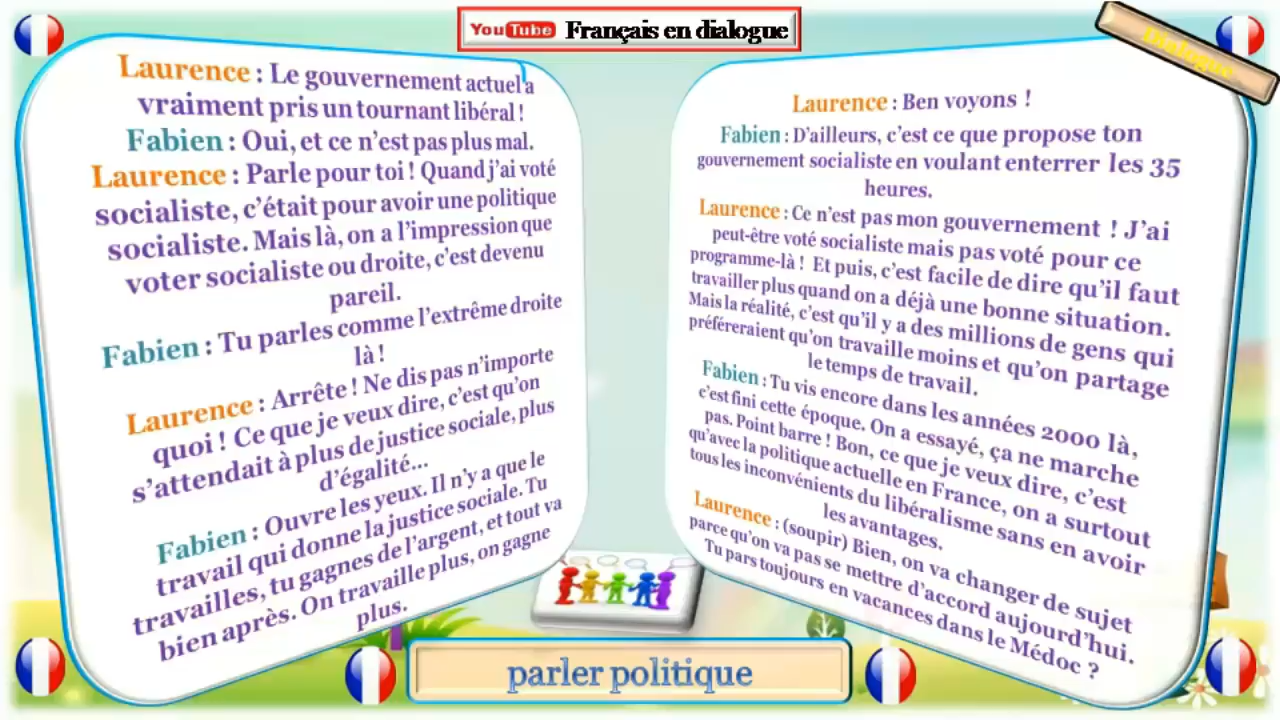 YouTube Français en dialogue
Dialogue
Laurence : Le gouvernement actuel a
vraiment pris un tournant libéral !
Fabien : Oui, et ce n'est pas plus mal.
Laurence : Parle pour toi ! Quand j'ai voté
socialiste, c'était pour avoir une politique
socialiste. Mais là, on a l'impression que
voter socialiste ou droite, c'est devenu
pareil.
Fabien : Tu parles comme l'extrême droite
là !
Laurence : Arrête ! Ne dis pas n'importe
quoi ! Ce que je veux dire, c'est qu'on
s'attendait à plus de justice sociale, plus
d'égalité...
Fabien : Ouvre les yeux. Il n'y a que le
travail qui donne la justice sociale. Tu
travailles, tu gagnes de l'argent, et tout va
bien après. On travaille plus, on gagne
plus.
Laurence : Ben voyons !
Fabien : D'ailleurs, c'est ce que propose ton
gouvernement socialiste en voulant enterrer les 35
heures.
Laurence : Ce n'est pas mon gouvernement ! J'ai
peut-être voté socialiste mais pas voté pour ce
programme-là ! Et puis, c'est facile de dire qu'il faut
travailler plus quand on a déjà une bonne situation.
Mais la réalité, c'est qu'il y a des millions de gens qui
préféreraient qu'on travaille moins et qu'on partage
le temps de travail.
Fabien : Tu vis encore dans les années 2000 là,
c'est fini cette époque. On a essayé, ça ne marche
pas. Point barre ! Bon, ce que je veux dire, c'est
qu'avec la politique actuelle en France, on a surtout
tous les inconvénients du libéralisme sans en avoir
les avantages.
Laurence : (soupir) Bien, on va changer de sujet
parce qu'on va pas se mettre d'accord aujourd'hui.
Tu pars toujours en vacances dans le Médoc ?
parler politique